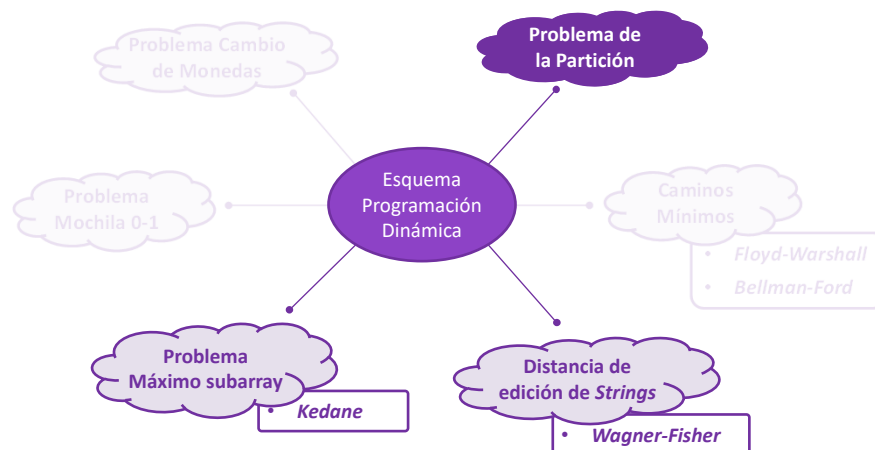 Problema Cambio
de Monedas
Problema de
la Partición
Esquema
Programación
Dinámica
Problema
Mochila 0-1
Caminos
Mínimos
• Floyd-Warshall
• Bellman-Ford
Problema
Máximo subarray
• Kedane
Distancia de
edición de Strings
• Wagner-Fisher